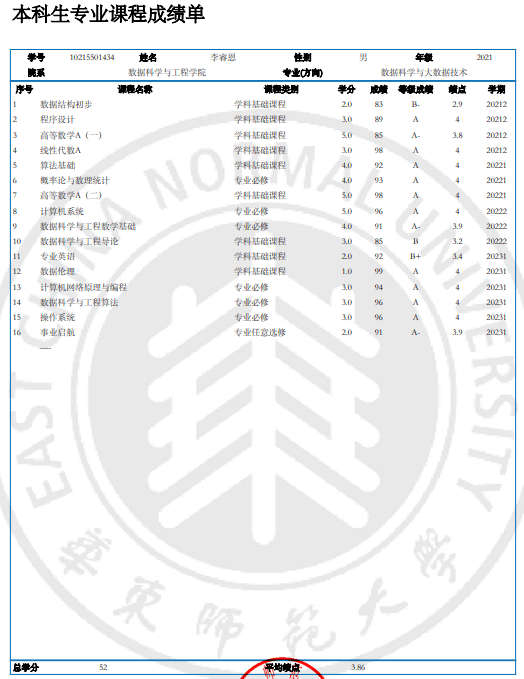 本科生专业课程成绩单
学号 10215501434 姓名 李睿恩 性别 男 年级 2021
院系 数据科学与工程学院 专业(方向) 数据科学与大数据技术
序号 课程名称 课程类别 学分 成绩 等级成绩 绩点 学期
1 数据结构初步 学科基础课程 2.0 83 B- 2.9 20212
2 程序设计 学科基础课程 3.0 89 A 4 20212
3 高等数学A（一） 学科基础课程 5.0 85 A- 3.8 20212
4 线性代数A 学科基础课程 3.0 98 A 4 20212
5 算法基础 学科基础课程 4.0 92 A 4 20221
6 概率论与数理统计 专业必修 4.0 93 A 4 20221
7 高等数学A（二） 学科基础课程 5.0 98 A 4 20221
8 计算机系统 专业必修 5.0 96 A 4 20222
9 数据科学与工程数学基础 专业必修 4.0 91 A- 3.9 20222
10 数据科学与工程导论 学科基础课程 3.0 85 B 3.2 20222
11 专业英语 学科基础课程 2.0 92 B+ 3.4 20231
12 数据伦理 学科基础课程 1.0 99 A 4 20231
13 计算机网络原理与编程 专业必修 3.0 94 A 4 20231
14 数据科学与工程算法 专业必修 3.0 96 A 4 20231
15 操作系统 专业必修 3.0 96 A 4 20231
16 事业启航 专业任意选修 2.0 91 A- 3.9 20231
EAST CHINA NORMAL UNIVERSITY
华东师范大学
总学分 52 平均绩点 3.86